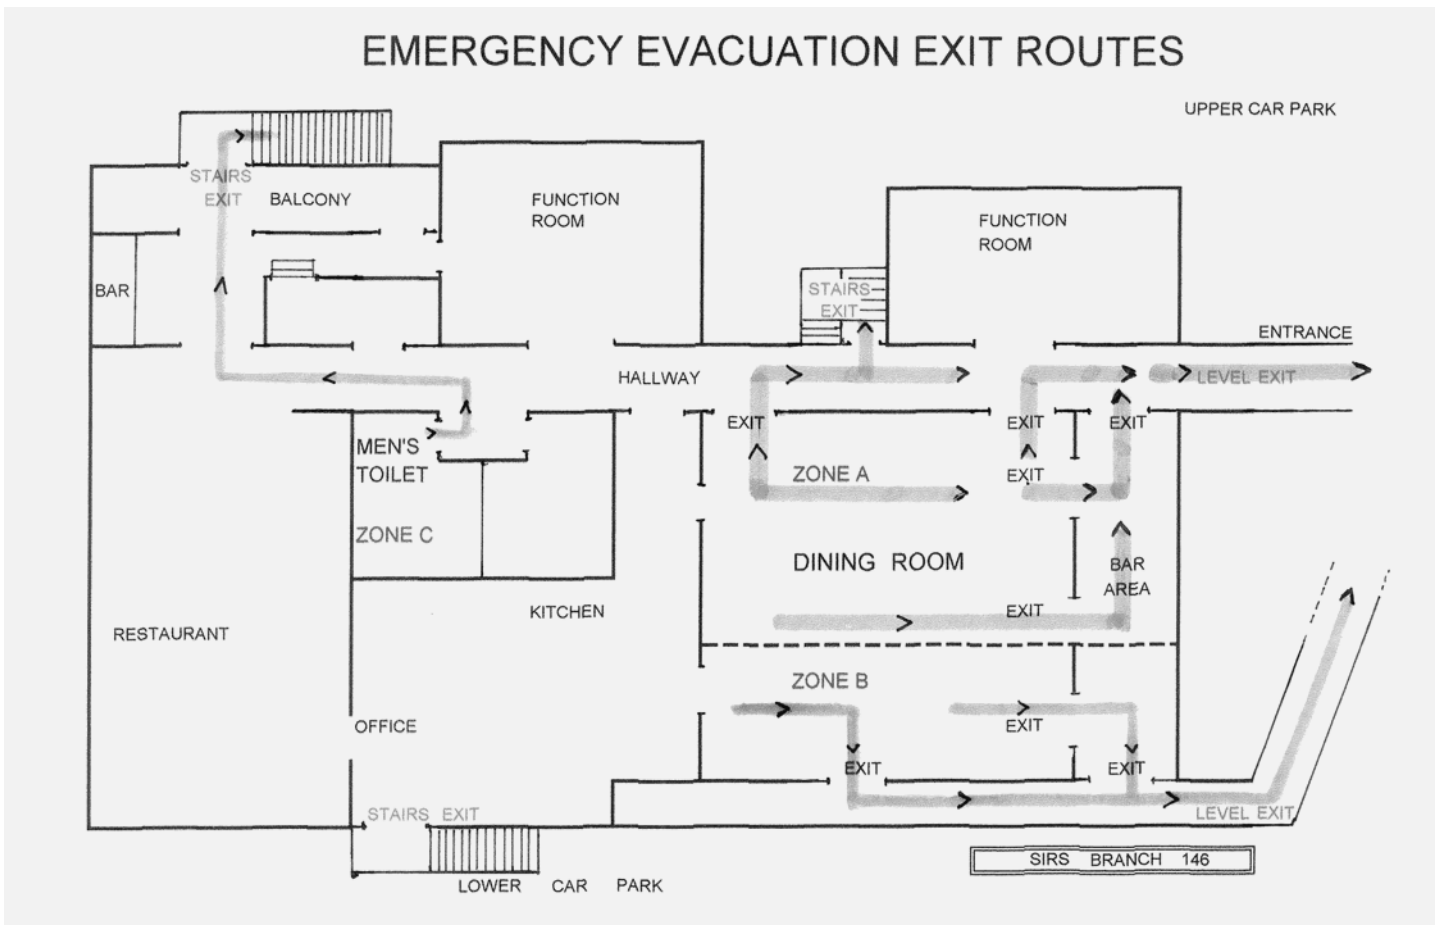 EMERGENCY EVACUATION EXIT ROUTES
UPPER CAR PARK
STAIRS
EXIT
BALCONY
FUNCTION
ROOM
FUNCTION
ROOM
BAR
STAIRS
EXIT
ENTRANCE
HALLWAY
LEVEL EXIT
EXIT
EXIT
EXIT
MEN'S
TOILET
ZONE A
EXIT
ZONE C
DINING ROOM
BAR
AREA
KITCHEN
EXIT
RESTAURANT
ZONE B
OFFICE
EXIT
EXIT
EXIT
STAIRS EXIT
LEVEL EXIT
SIRS BRANCH 146
LOWER CAR PARK